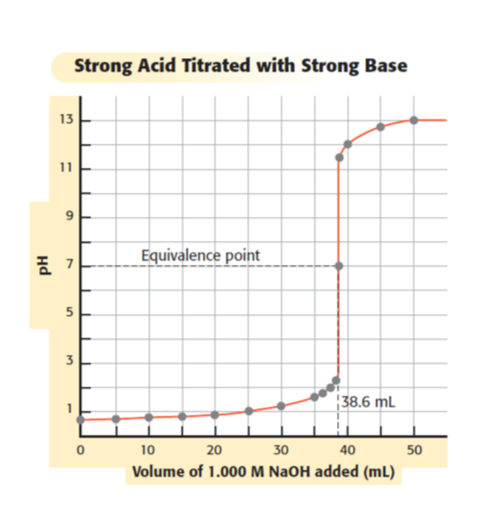 Strong Acid Titrated with Strong Base
13
11
9
7
5
3
1
pH
Equivalence point
38.6 mL
0 10 20 30 40 50
Volume of 1.000 M NaOH added (mL)